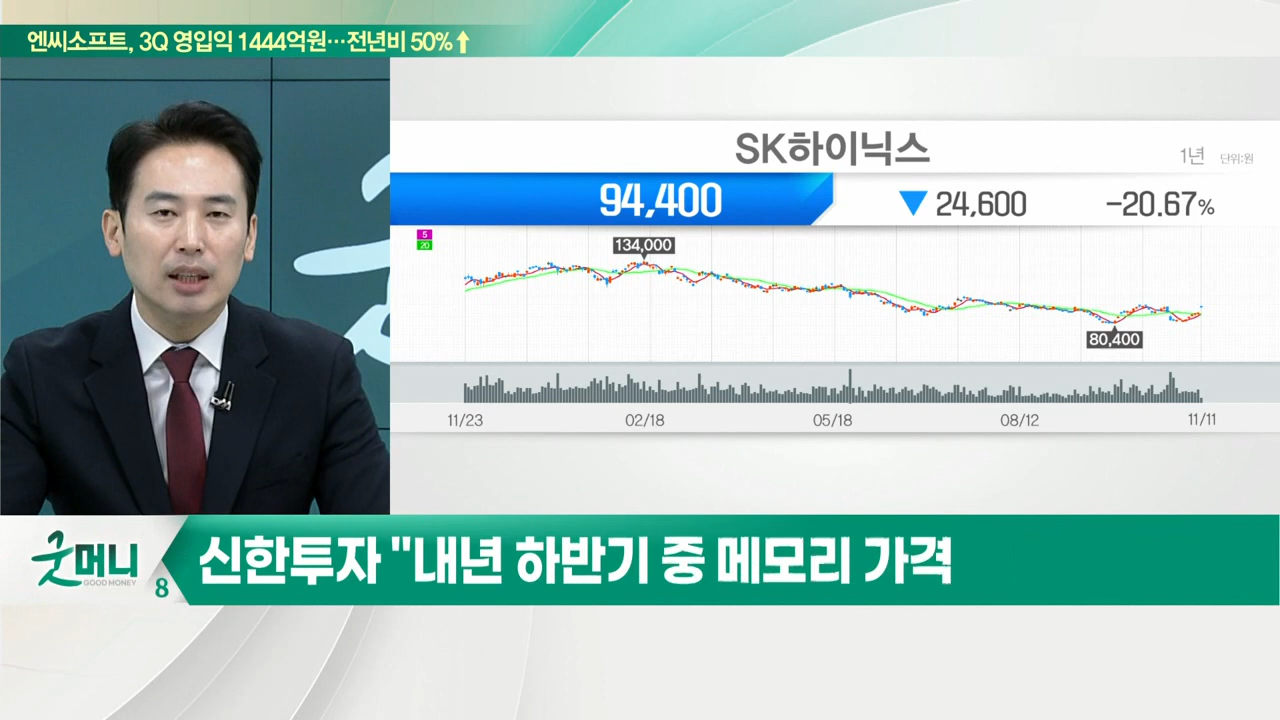 엔씨소프트, 3Q 영입익 1444억원…전년비 50%⬆
SK하이닉스
1년 단위:원
94,400 ▼ 24,600 -20.67%
5
20
134,000
80,400
11/23 02/18 05/18 08/12 11/11
굿머니
GOOD MONEY
8
신한투자 "내년 하반기 중 메모리 가격